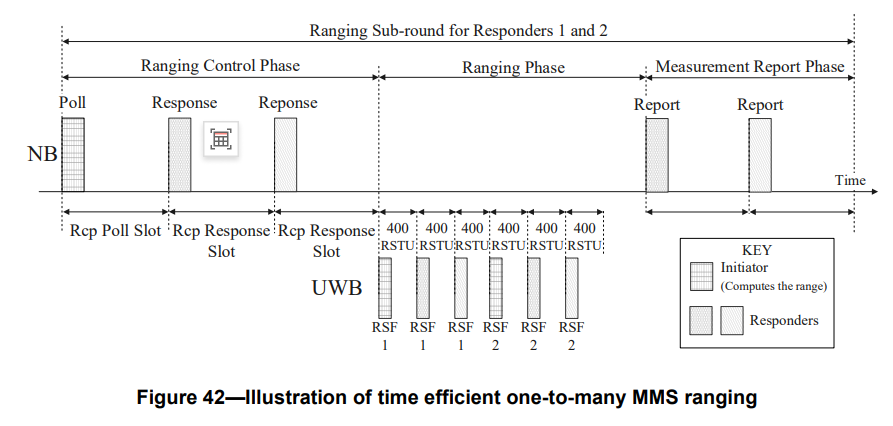 Ranging Sub-round for Responders 1 and 2
Ranging Control Phase
Ranging Phase
Measurement Report Phase
Poll
Response
Reponse
Report
Report
NB
Time
Rcp Poll Slot
Rcp Response
Slot
Rcp Response
Slot
400
RSTU
400
RSTU
400
RSTU
400
RSTU
400
RSTU
400
RSTU
UWB
RSF
1
RSF
1
RSF
1
RSF
2
RSF
2
RSF
2
KEY
Initiator
(Computes the range)
Responders
Figure 42—Illustration of time efficient one-to-many MMS ranging